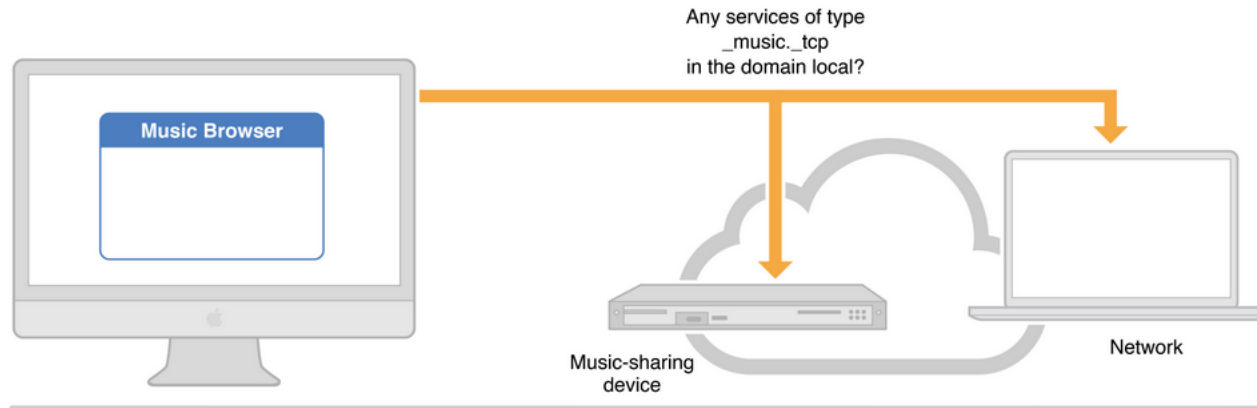 Any services of type
_music._tcp
in the domain local?
Music Browser
Music-sharing
device
Network